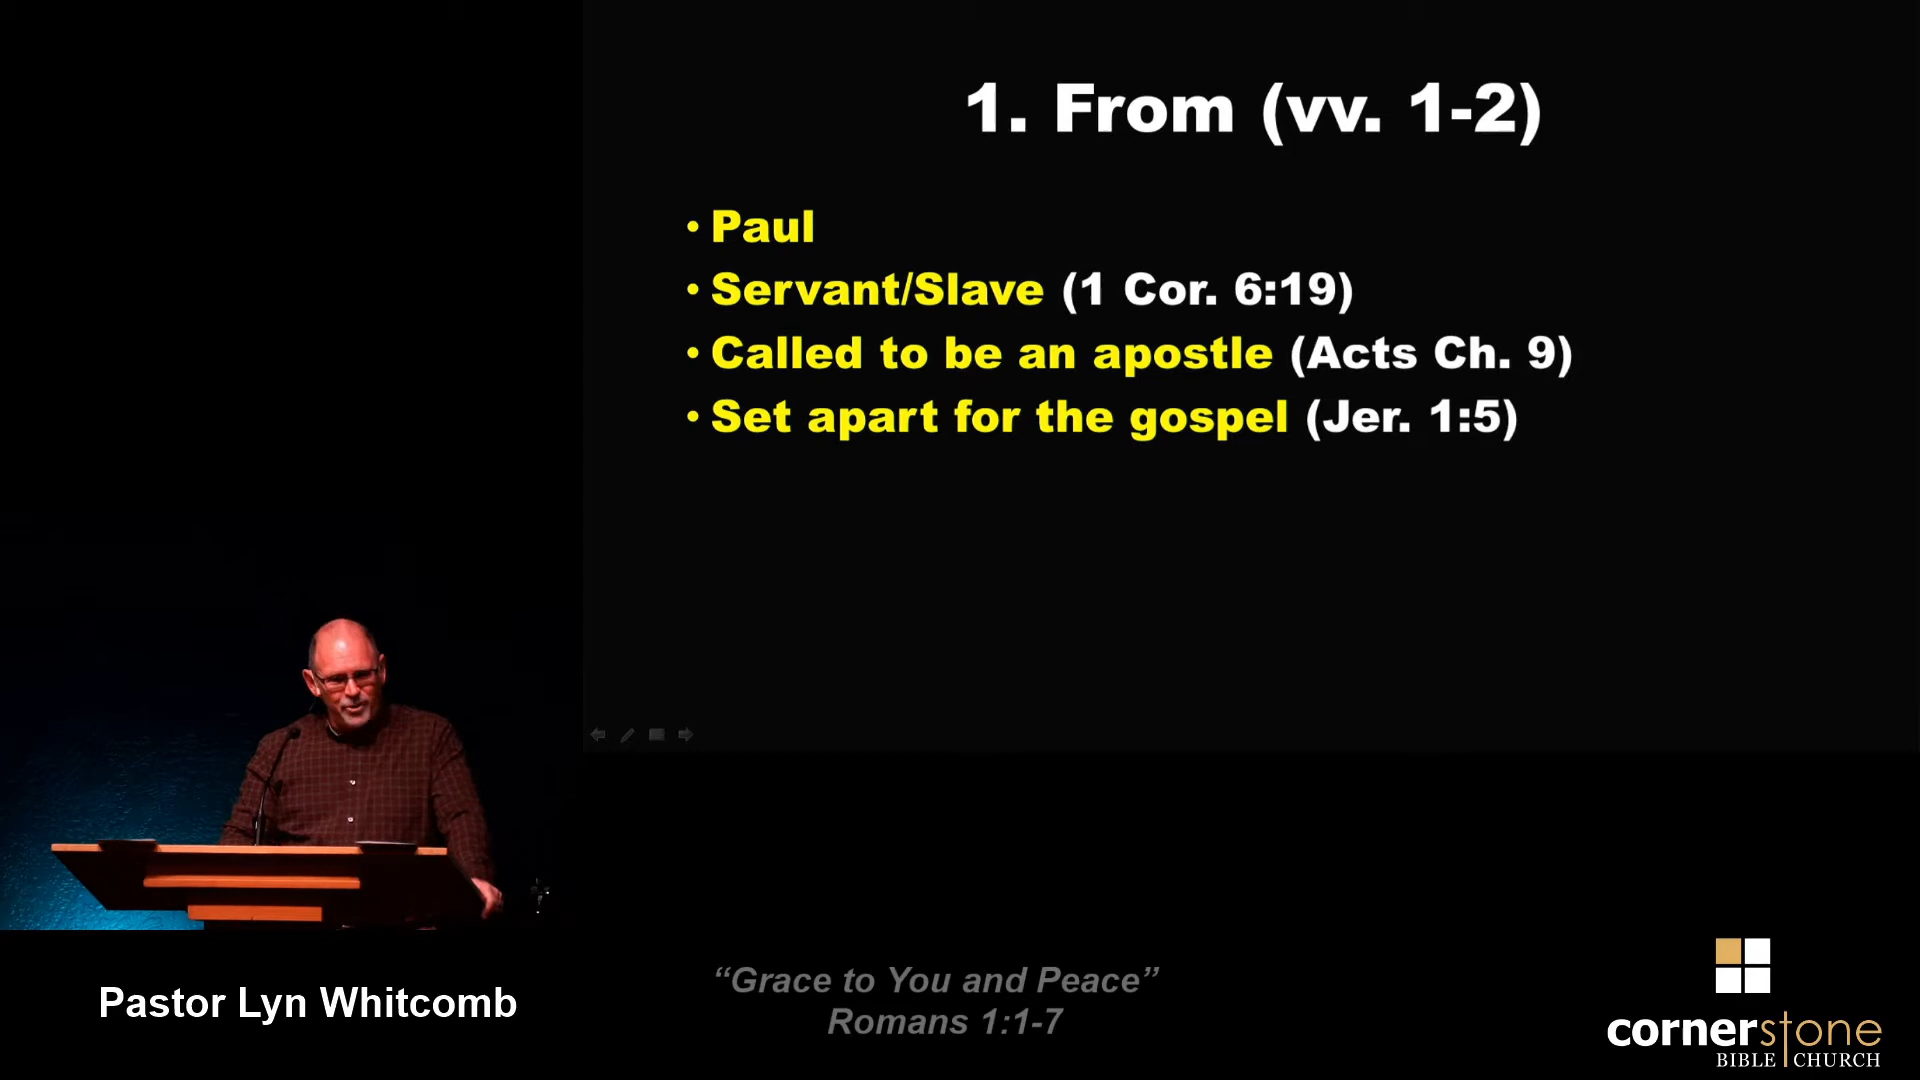 1. From (vv. 1-2)
• Paul
• Servant/Slave (1 Cor. 6:19)
• Called to be an apostle (Acts Ch. 9)
• Set apart for the gospel (Jer. 1:5)
Pastor Lyn Whitcomb
“Grace to You and Peace”
Romans 1:1-7
cornerstone
BIBLE CHURCH